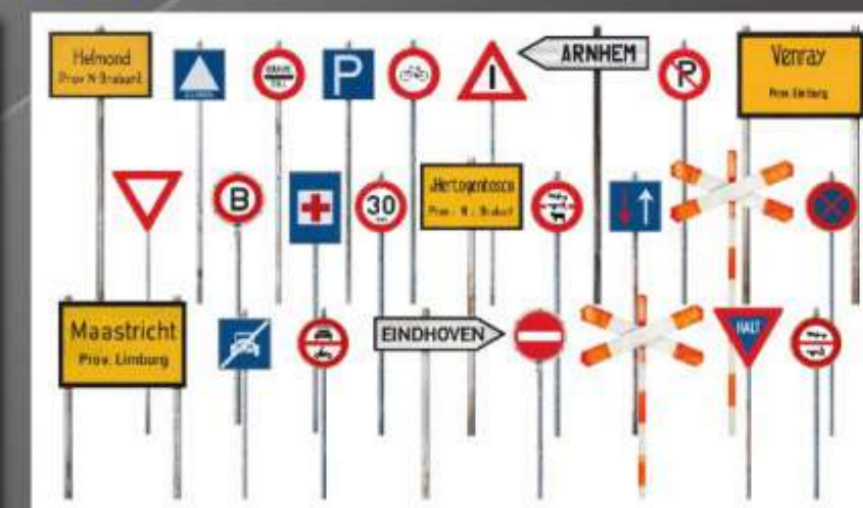 Helmond
Prov N-Brabant
P
ARNHEM
P
Venray
Prov. Limburg
B
30
Hertogenbosch
Prov. N. Brabant
Maastricht
Prov. Limburg
EINDHOVEN
HALT